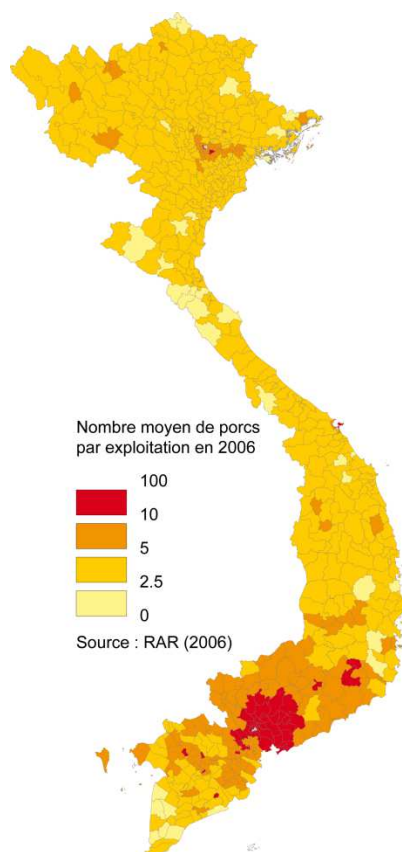 Nombre moyen de porcs
par exploitation en 2006
100
10
5
2.5
0
Source : RAR (2006)